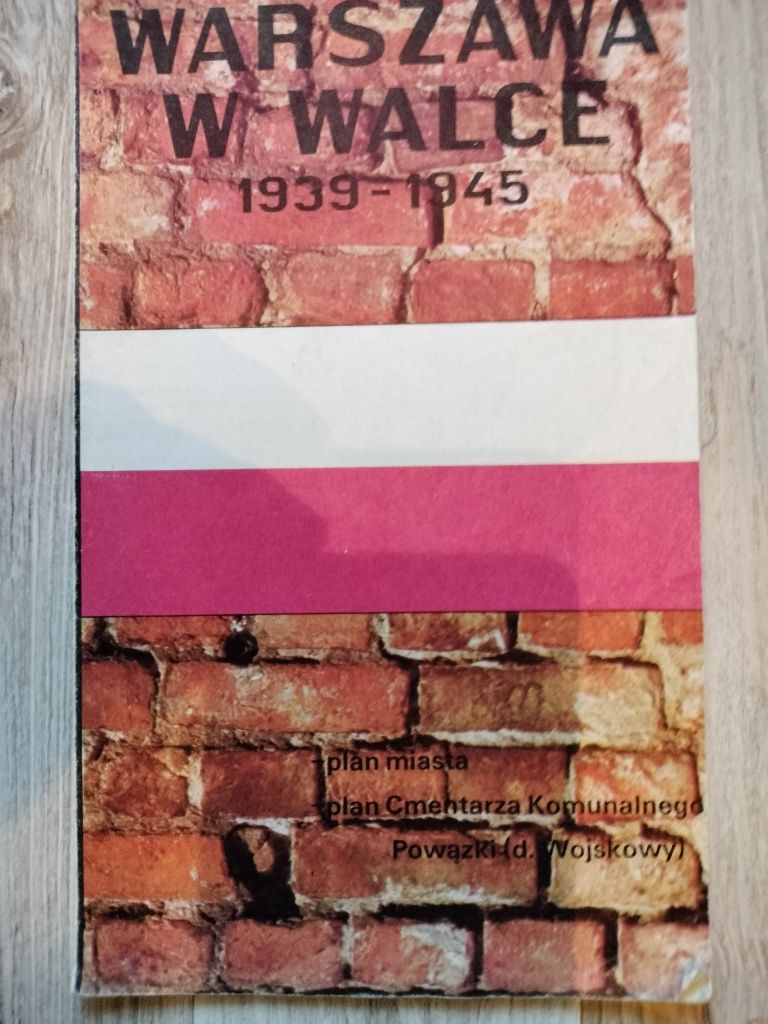 WARSZAWA
W WALCE
1939-1945
-plan miasta
-plan Cmentarza Komunalnego
Powązki (d. Wojskowy)